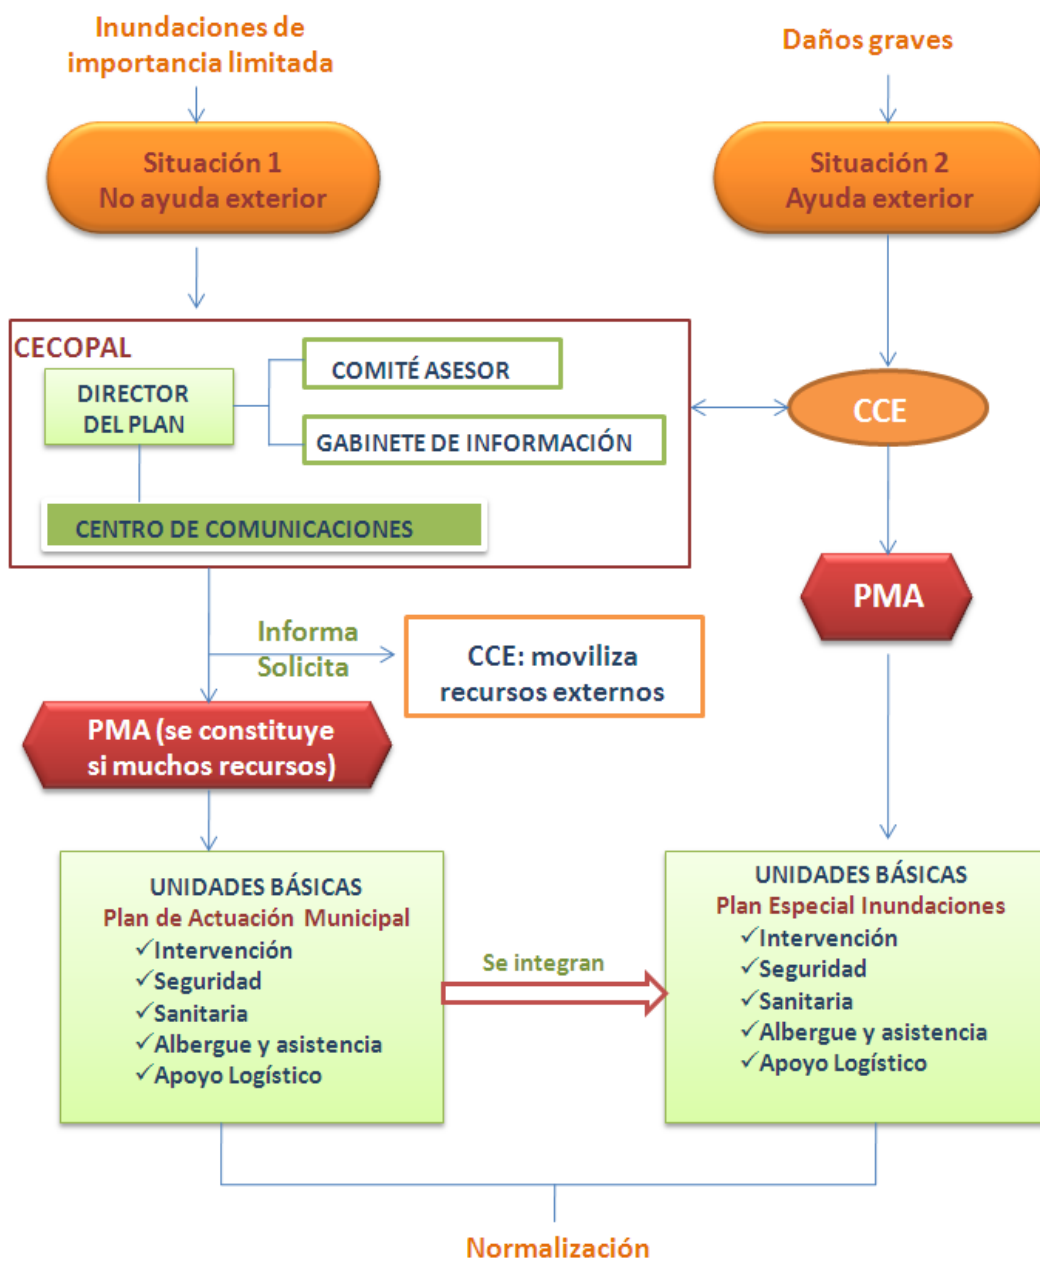 Inundaciones de
importancia limitada
Daños graves
Situación 1
No ayuda exterior
Situación 2
Ayuda exterior
CECOPAL
DIRECTOR
DEL PLAN
COMITÉ ASESOR
GABINETE DE INFORMACIÓN
CENTRO DE COMUNICACIONES
CCE
PMA
Informa
Solicita
CCE: moviliza
recursos externos
PMA (se constituye
si muchos recursos)
UNIDADES BÁSICAS
Plan de Actuación Municipal
✓Intervención
✓Seguridad
✓Sanitaria
✓Albergue y asistencia
✓Apoyo Logístico
Se integran
UNIDADES BÁSICAS
Plan Especial Inundaciones
✓Intervención
✓Seguridad
✓Sanitaria
✓Albergue y asistencia
✓Apoyo Logístico
Normalización